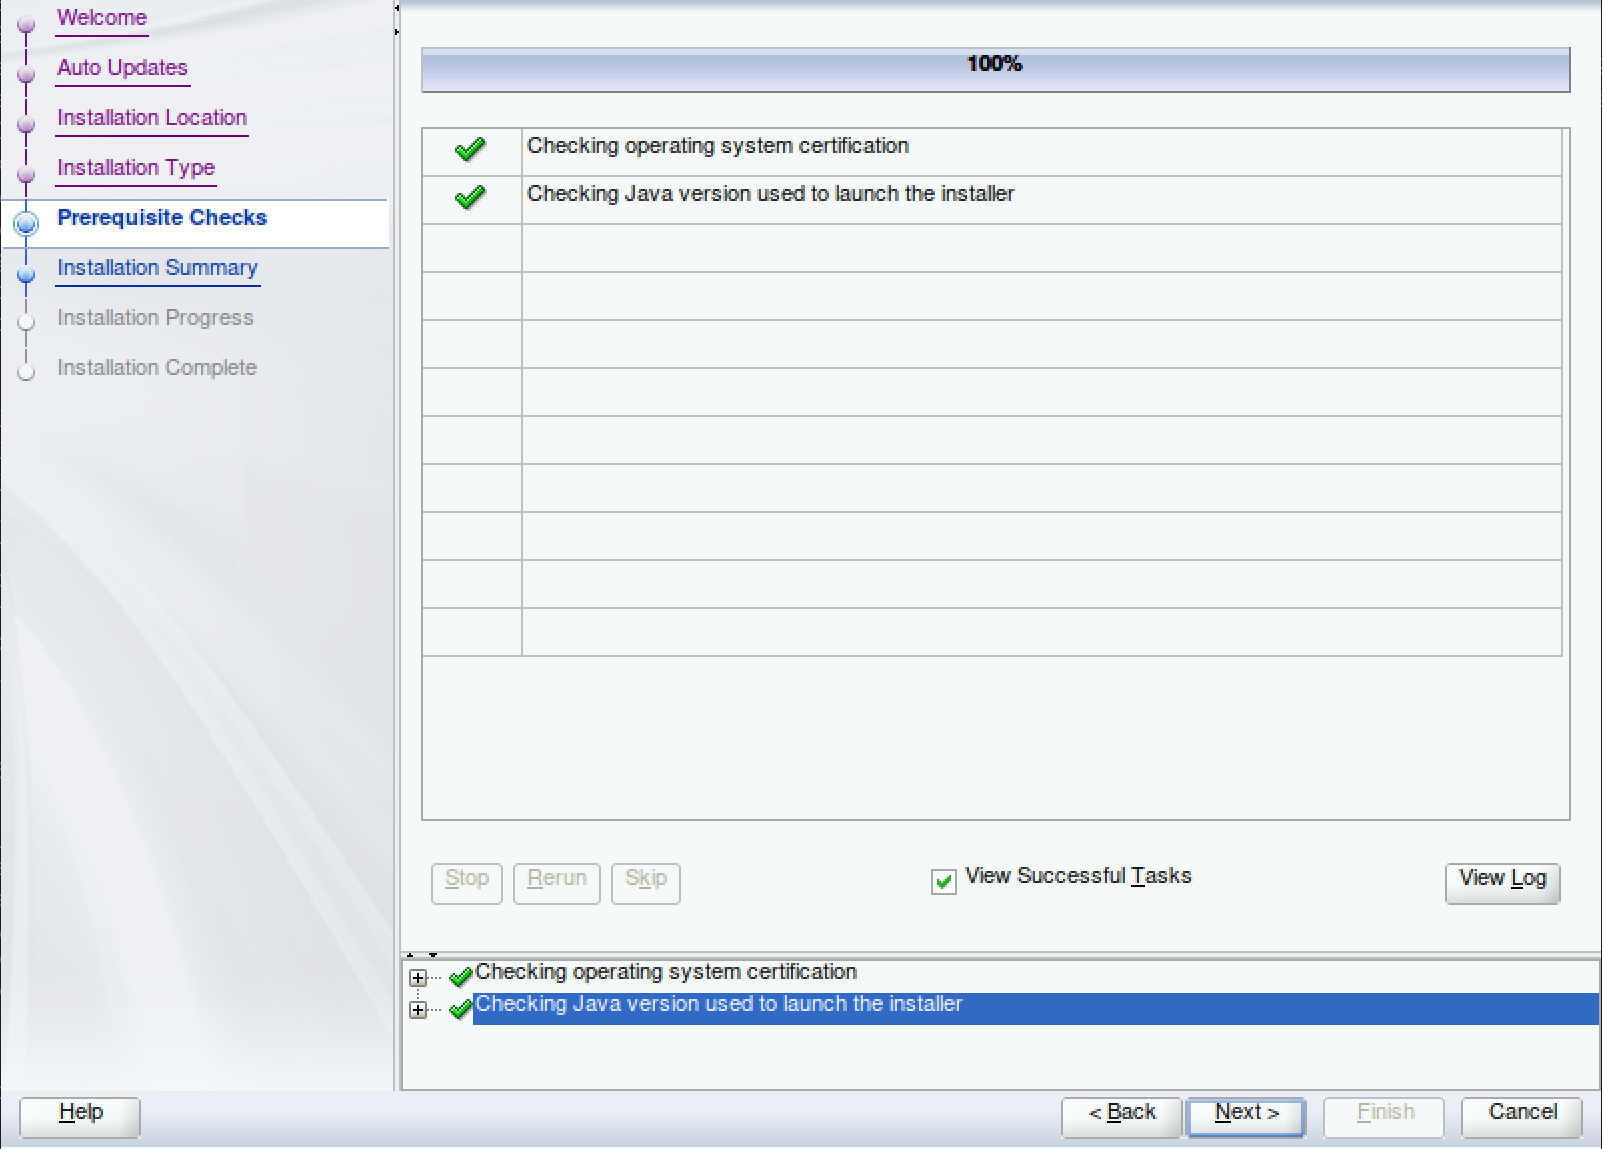 Welcome
Auto Updates
Installation Location
Installation Type
Prerequisite Checks
Installation Summary
Installation Progress
Installation Complete
100%
Checking operating system certification
Checking Java version used to launch the installer
Stop Rerun Skip View Successful Tasks View Log
Checking operating system certification
Checking Java version used to launch the installer
Help < Back Next > Finish Cancel